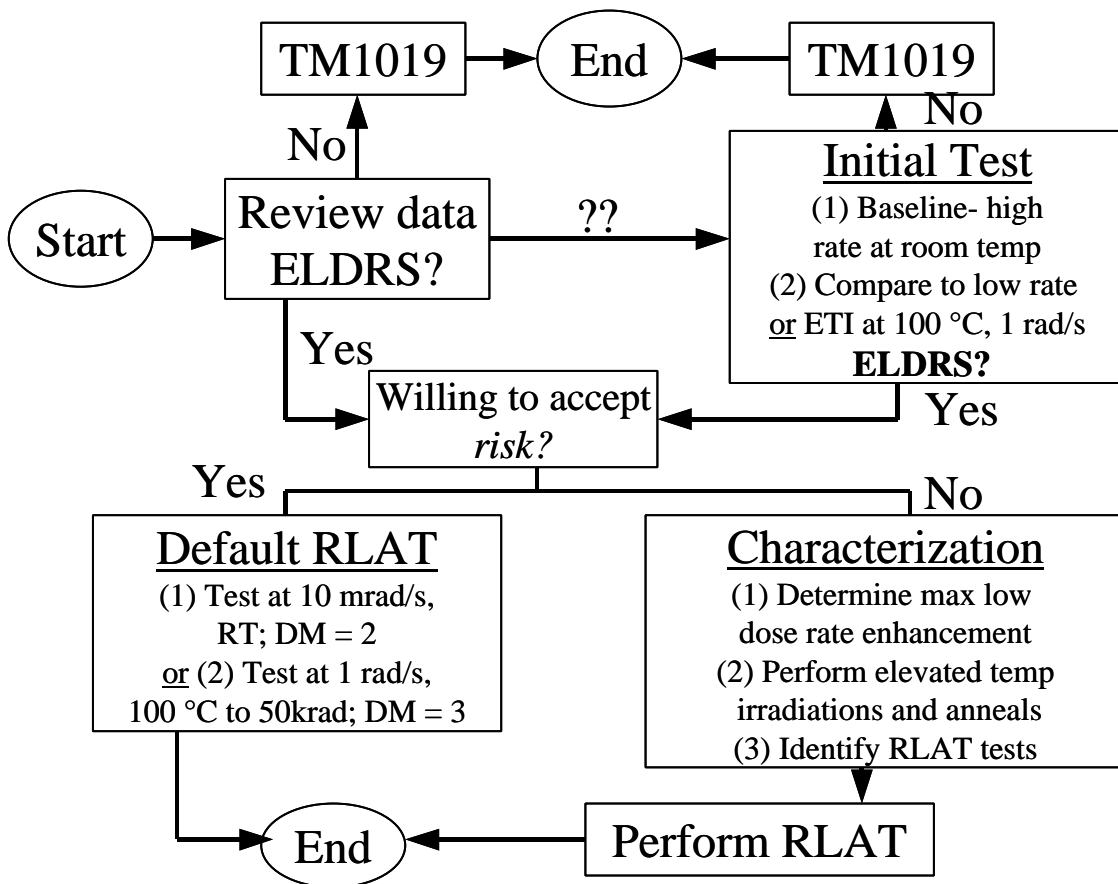 TM1019
End
TM1019
No
No
Initial Test
(1) Baseline- high
rate at room temp
(2) Compare to low rate
or ETI at 100 °C, 1 rad/s
ELDRS?
Start
Review data
ELDRS?
??
Yes
Yes
Willing to accept
risk?
Yes
No
Default RLAT
(1) Test at 10 mrad/s,
RT; DM = 2
or (2) Test at 1 rad/s,
100 °C to 50krad; DM = 3
Characterization
(1) Determine max low
dose rate enhancement
(2) Perform elevated temp
irradiations and anneals
(3) Identify RLAT tests
End
Perform RLAT